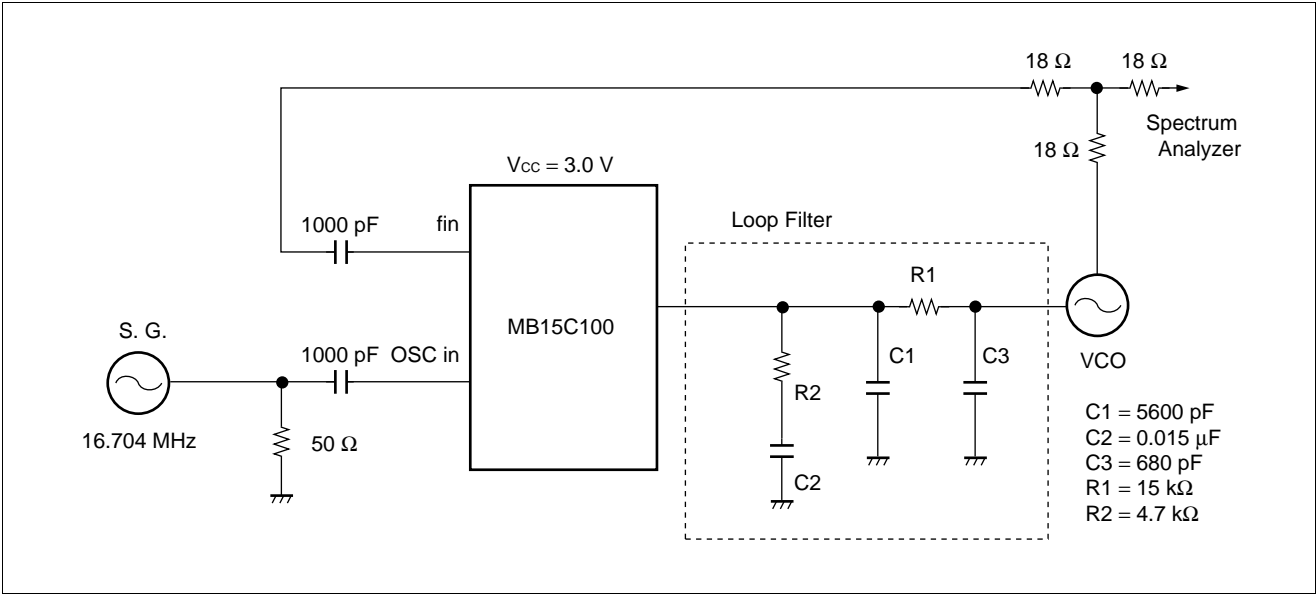 18 Ω
18 Ω
Spectrum
Analyzer
18 Ω
Vcc = 3.0 V
1000 pF
fin
Loop Filter
R1
MB15C100
S. G.
1000 pF
OSC in
C1
C3
VCO
R2
16.704 MHz
50 Ω
C2
C1 = 5600 pF
C2 = 0.015 μF
C3 = 680 pF
R1 = 15 kΩ
R2 = 4.7 kΩ